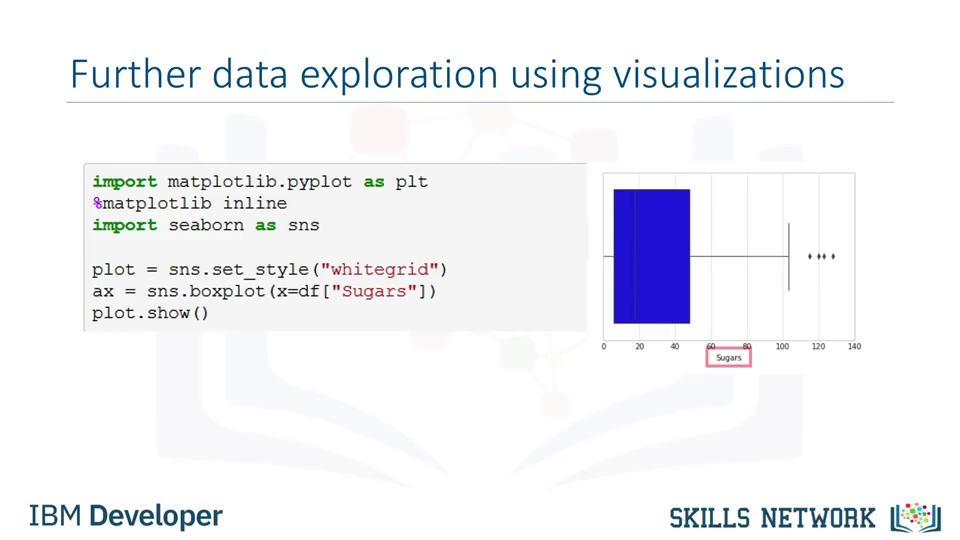 Further data exploration using visualizations
import matplotlib.pyplot as plt
%matplotlib inline
import seaborn as sns
plot = sns.set_style("whitegrid")
ax = sns.boxplot(x=df["Sugars"])
plot.show()
0 20 40 60 80 100 120 140
Sugars
IBM Developer
SKILLS NETWORK